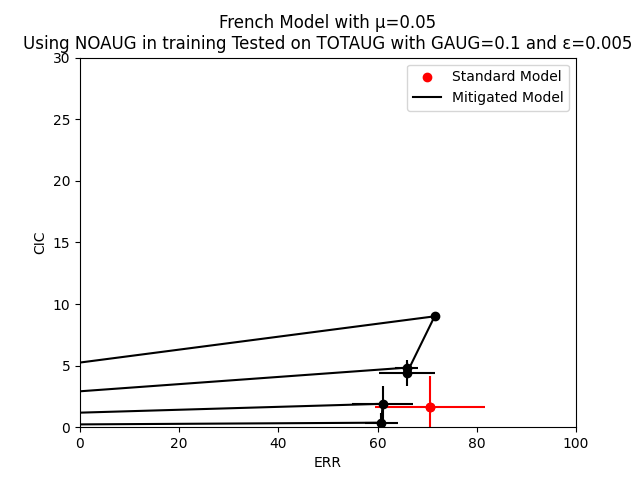 French Model with μ=0.05
Using NOAUG in training Tested on TOTAUG with GAUG=0.1 and ε=0.005
Standard Model
Mitigated Model
30
25
20
15
10
5
0
CIC
0 20 40 60 80 100
ERR